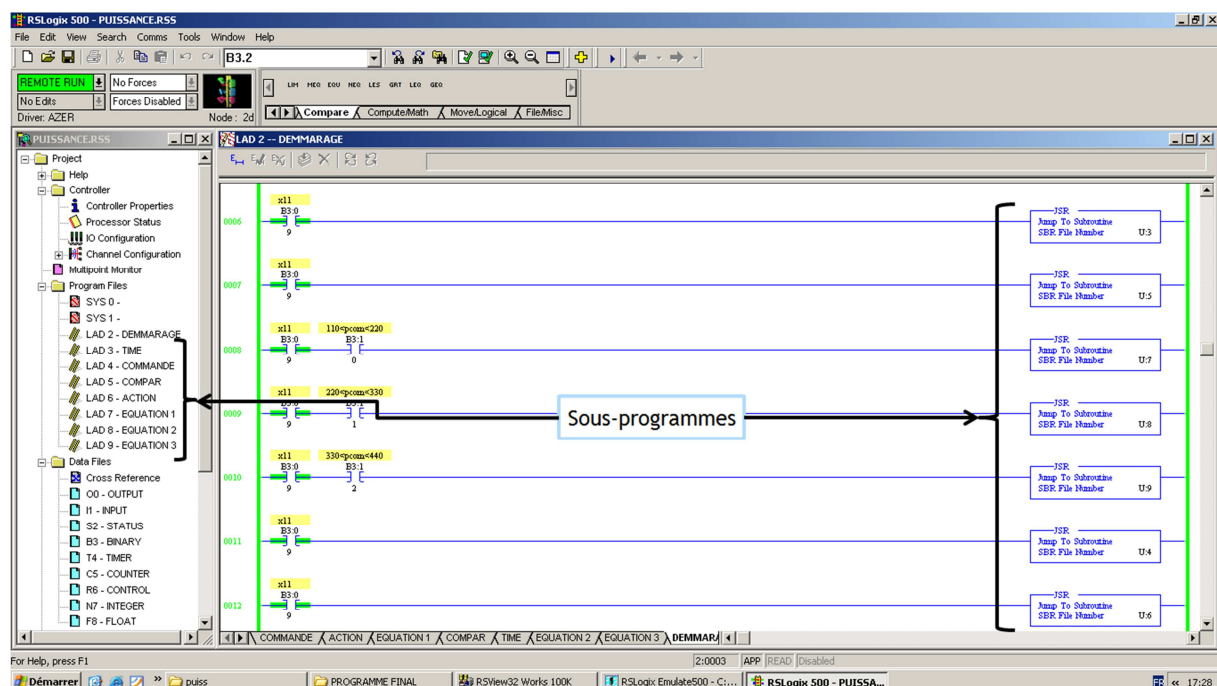 RSLogix 500 - PUISSANCE.RSS
File Edit View Search Comms Tools Window Help
B3.2
REMOTE RUN No Forces
No Edits Forces Disabled
Driver: AZER Node : 2d
LIM MEQ EQU NEQ LES GRT LEQ GEQ
Compare Compute/Math Move/Logical File/Misc
PUISSANCE.RSS
Project
Help
Controller
Controller Properties
Processor Status
IO Configuration
Channel Configuration
Multipoint Monitor
Program Files
SYS 0 -
SYS 1 -
LAD 2 - DEMMARAGE
LAD 3 - TIME
LAD 4 - COMMANDE
LAD 5 - COMPAR
LAD 6 - ACTION
LAD 7 - EQUATION 1
LAD 8 - EQUATION 2
LAD 9 - EQUATION 3
Data Files
Cross Reference
O0 - OUTPUT
I1 - INPUT
S2 - STATUS
B3 - BINARY
T4 - TIMER
C5 - COUNTER
R6 - CONTROL
N7 - INTEGER
F8 - FLOAT
LAD 2 -- DEMMARAGE
x11
B3:0
0006
9
JSR
Jump To Subroutine
SBR File Number U:3
x11
B3:0
0007
9
JSR
Jump To Subroutine
SBR File Number U:5
x11 110<pcom<220
B3:0 B3:1
0008
9 0
JSR
Jump To Subroutine
SBR File Number U:7
x11 220<pcom<330
B3:0 B3:1
0009
9 1
JSR
Jump To Subroutine
SBR File Number U:8
Sous-programmes
x11 330<pcom<440
B3:0 B3:1
0010
9 2
JSR
Jump To Subroutine
SBR File Number U:9
x11
B3:0
0011
9
JSR
Jump To Subroutine
SBR File Number U:4
x11
B3:0
0012
9
JSR
Jump To Subroutine
SBR File Number U:6
COMMANDE ACTION EQUATION 1 COMPAR TIME EQUATION 2 EQUATION 3 DEMMAR
For Help, press F1
2:0003 APP READ Disabled
Démarrer puiss PROGRAMME FINAL RSView32 Works 100K RSLogix Emulate500 - C:... RSLogix 500 - PUISSA... FR 17:28